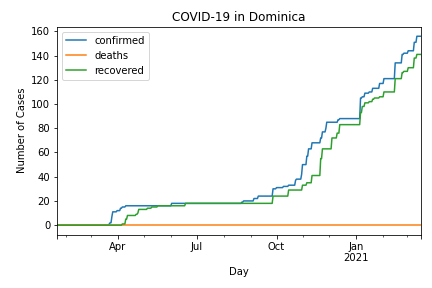 COVID-19 in Dominica
confirmed
deaths
recovered
Number of Cases
160
140
120
100
80
60
40
20
0
Apr
Jul
Oct
Jan
2021
Day